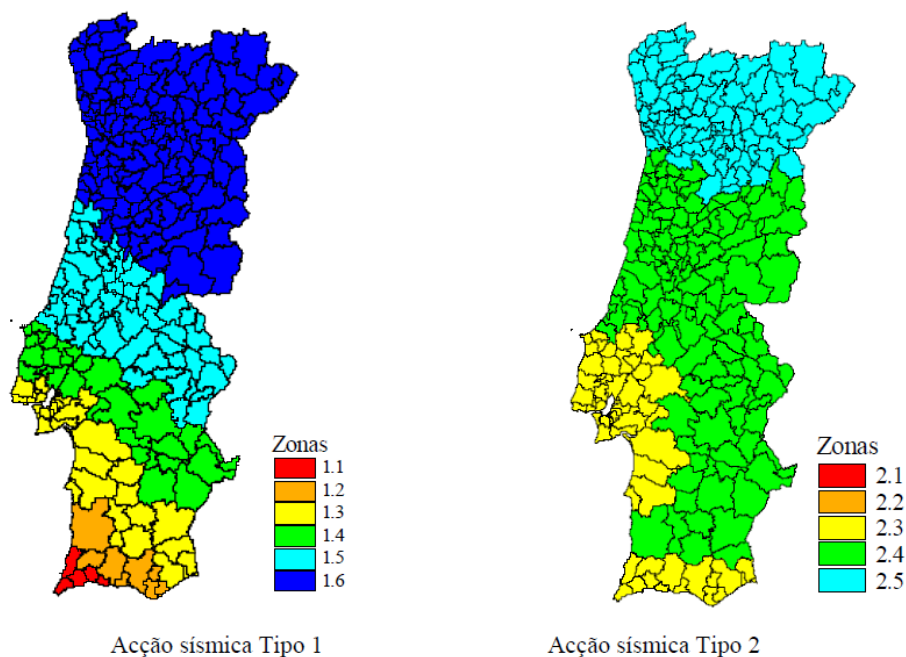 Zonas
1.1
1.2
1.3
1.4
1.5
1.6
Acção sísmica Tipo 1
Zonas
2.1
2.2
2.3
2.4
2.5
Acção sísmica Tipo 2